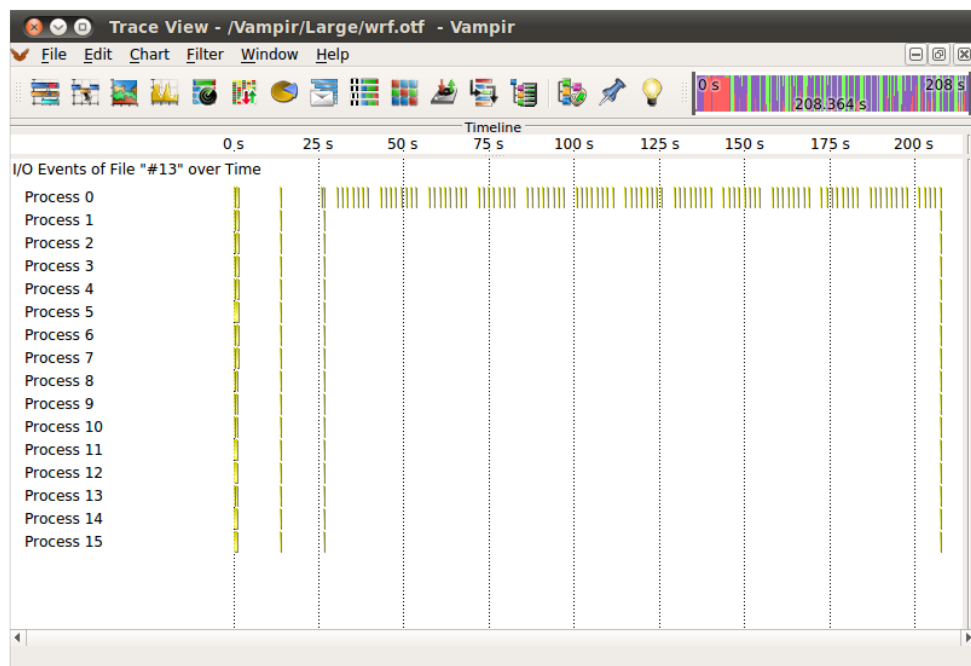 Trace View - /Vampir/Large/wrf.otf - Vampir
File Edit Chart Filter Window Help
0 s 208 s
208.364 s
Timeline
0 s 25 s 50 s 75 s 100 s 125 s 150 s 175 s 200 s
I/O Events of File "#13" over Time
Process 0
Process 1
Process 2
Process 3
Process 4
Process 5
Process 6
Process 7
Process 8
Process 9
Process 10
Process 11
Process 12
Process 13
Process 14
Process 15